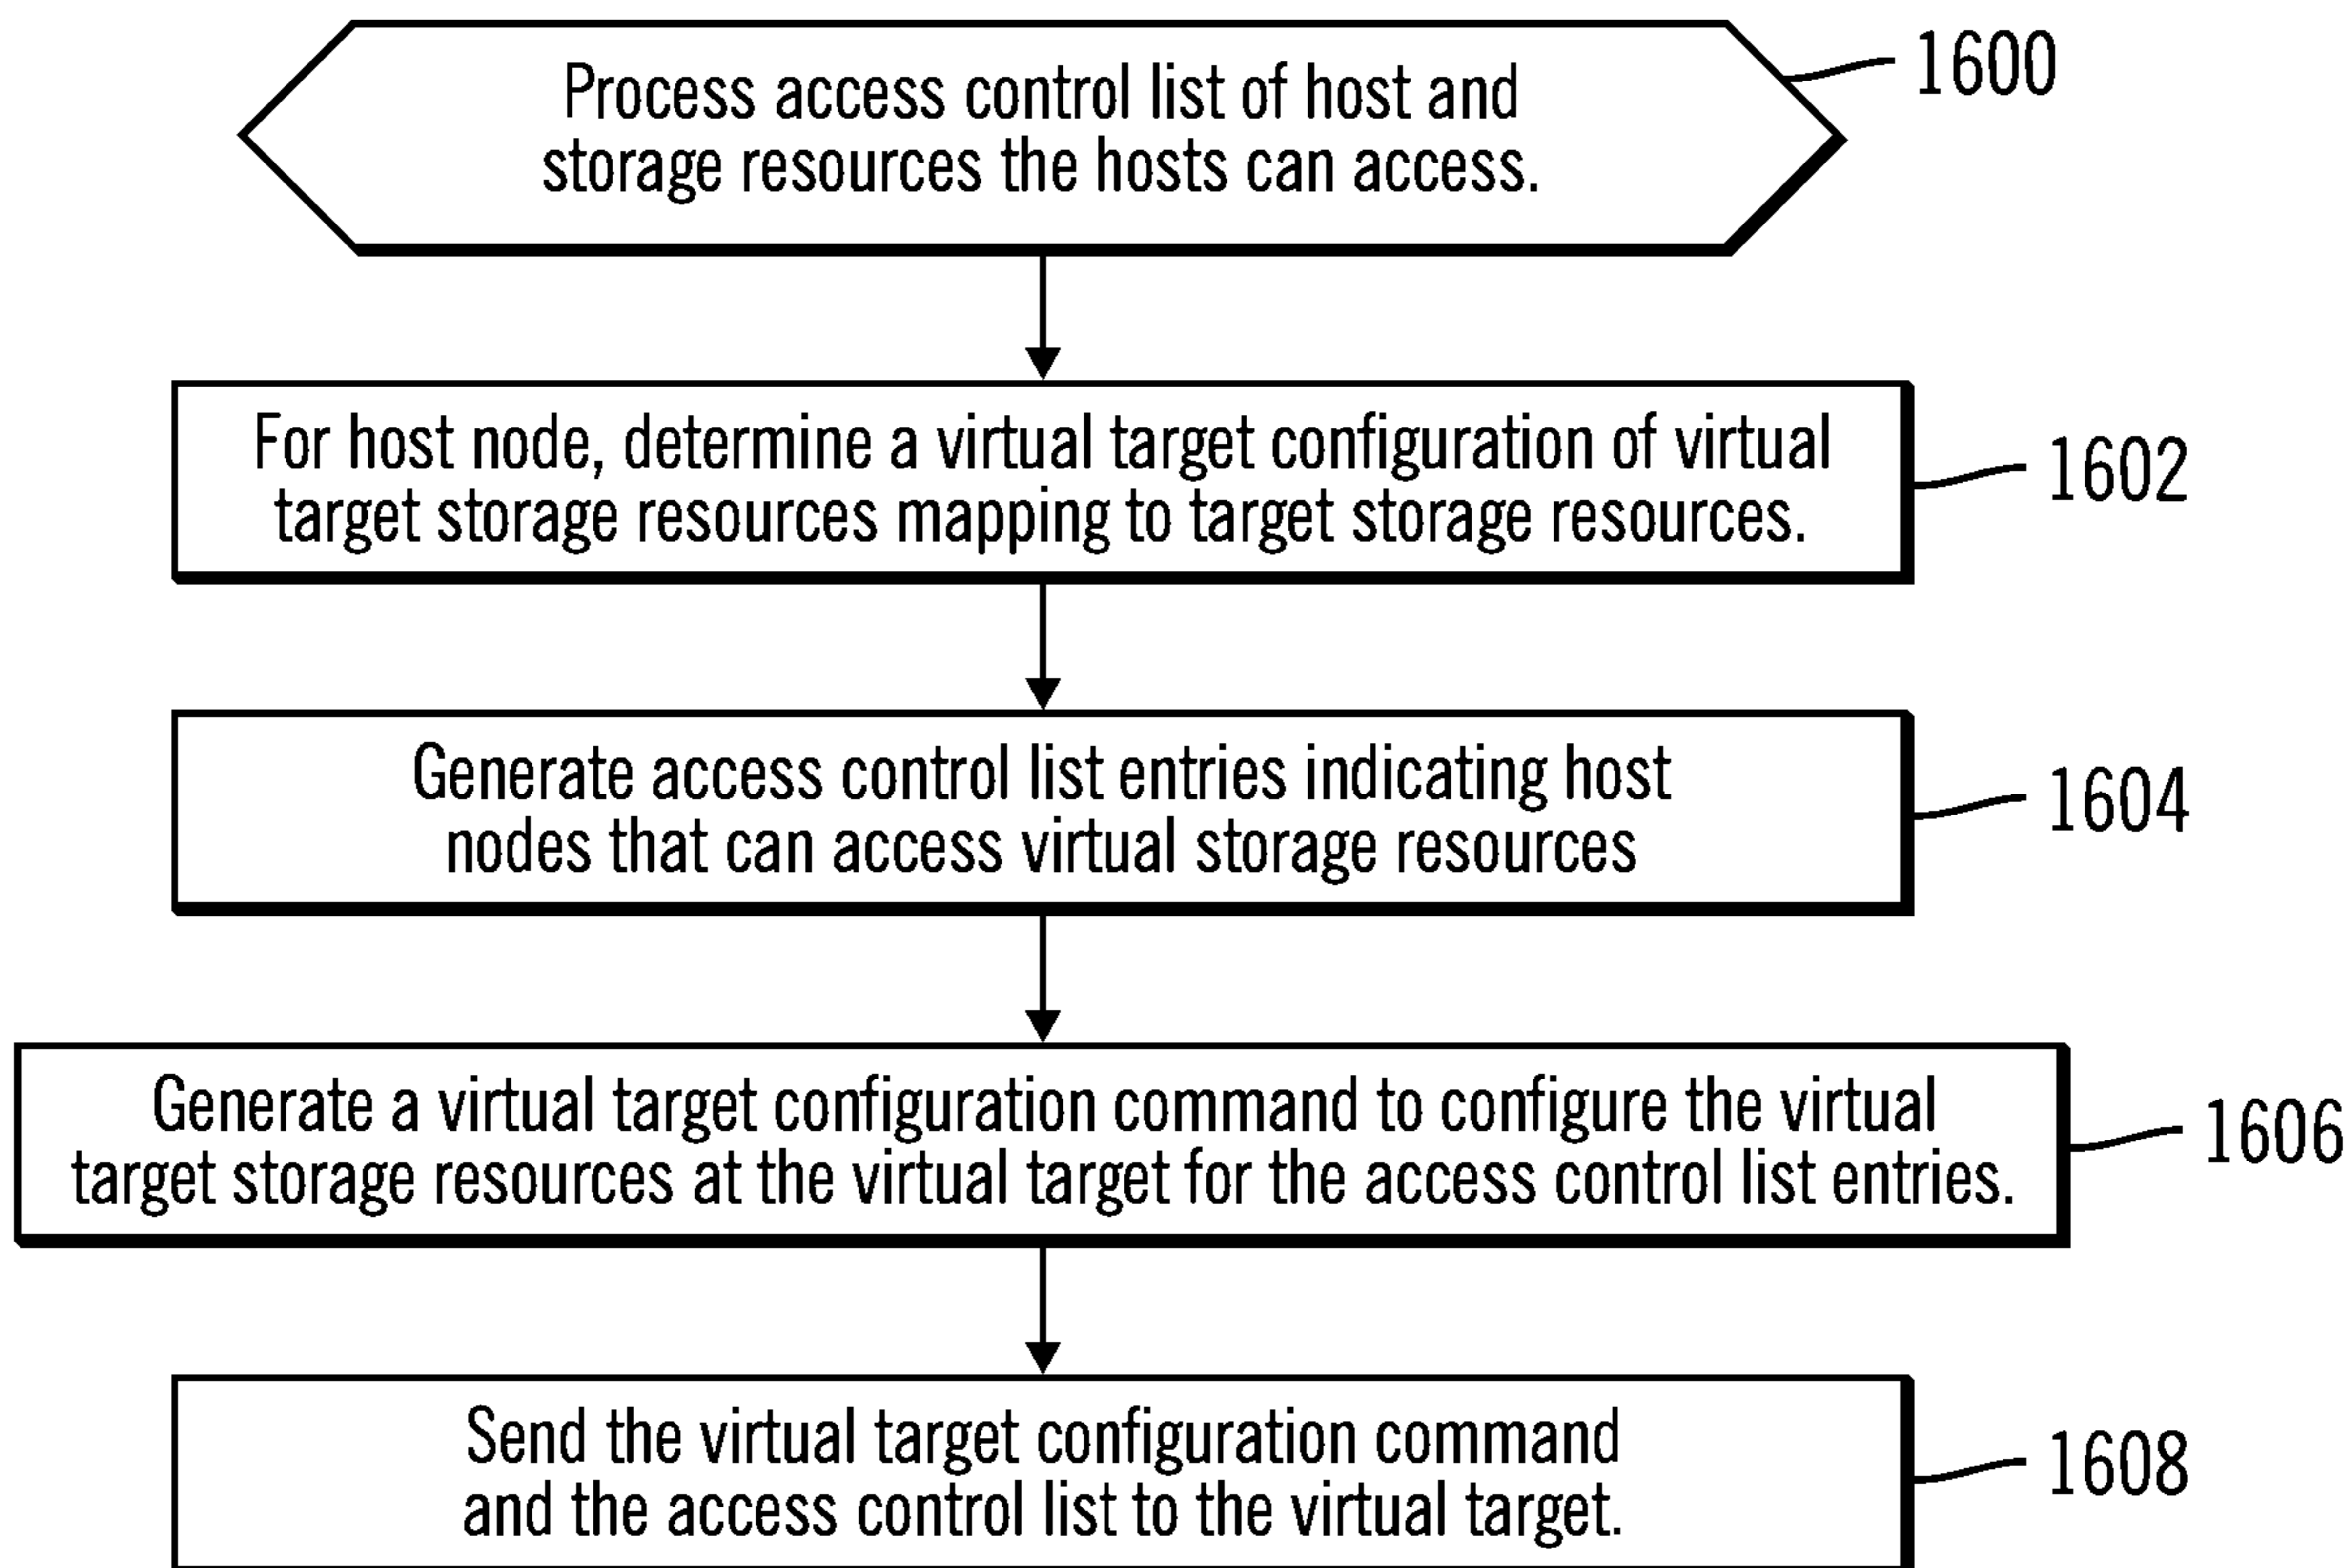 Process access control list of host and
storage resources the hosts can access.
1600
For host node, determine a virtual target configuration of virtual
target storage resources mapping to target storage resources.
1602
Generate access control list entries indicating host
nodes that can access virtual storage resources
1604
Generate a virtual target configuration command to configure the virtual
target storage resources at the virtual target for the access control list entries.
1606
Send the virtual target configuration command
and the access control list to the virtual target.
1608